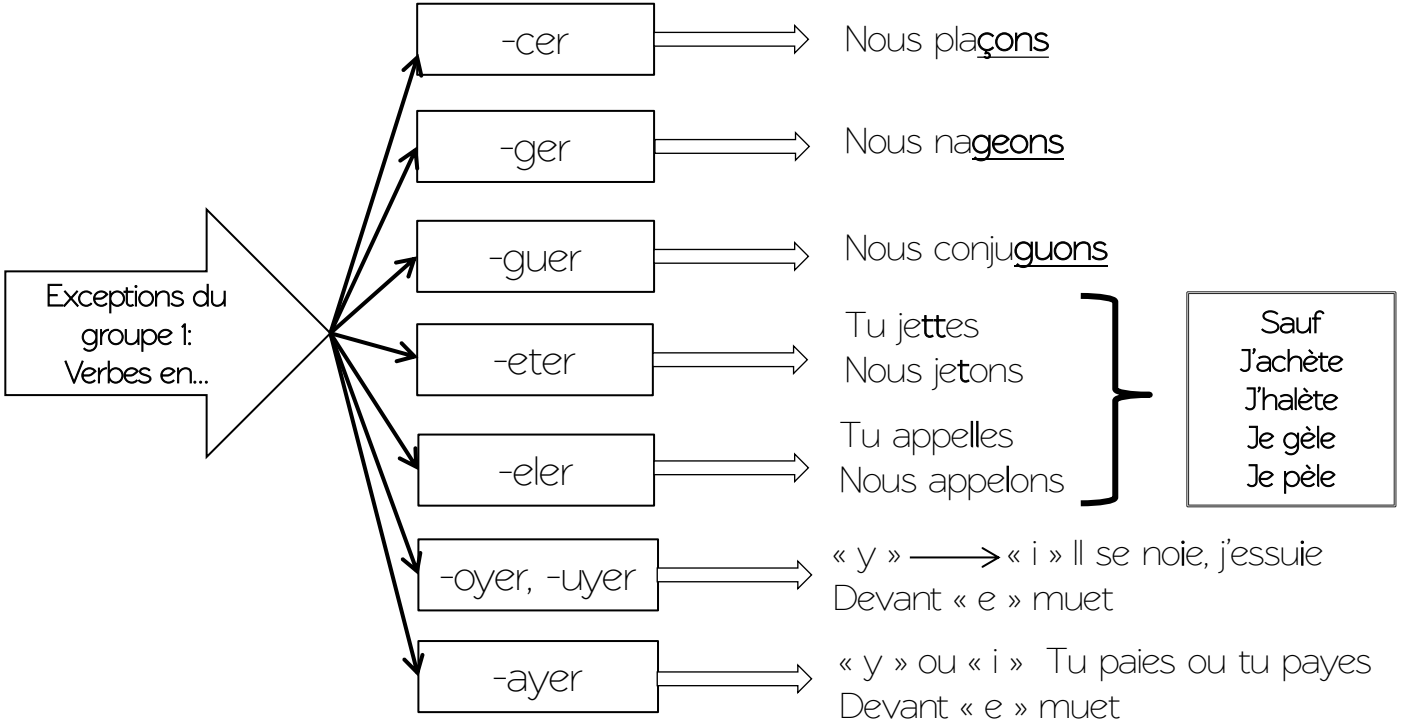 Exceptions du
groupe 1:
Verbes en...
-cer
Nous plaçons
-ger
Nous nageons
-guer
Nous conjuguons
-eter
Tu jettes
Nous jetons
-eler
Tu appelles
Nous appelons
Sauf
J'achète
J'halète
Je gèle
Je pèle
-oyer, -uyer
« y » → « i » Il se noie, j'essuie
Devant « e » muet
-ayer
« y » ou « i » Tu paies ou tu payes
Devant « e » muet